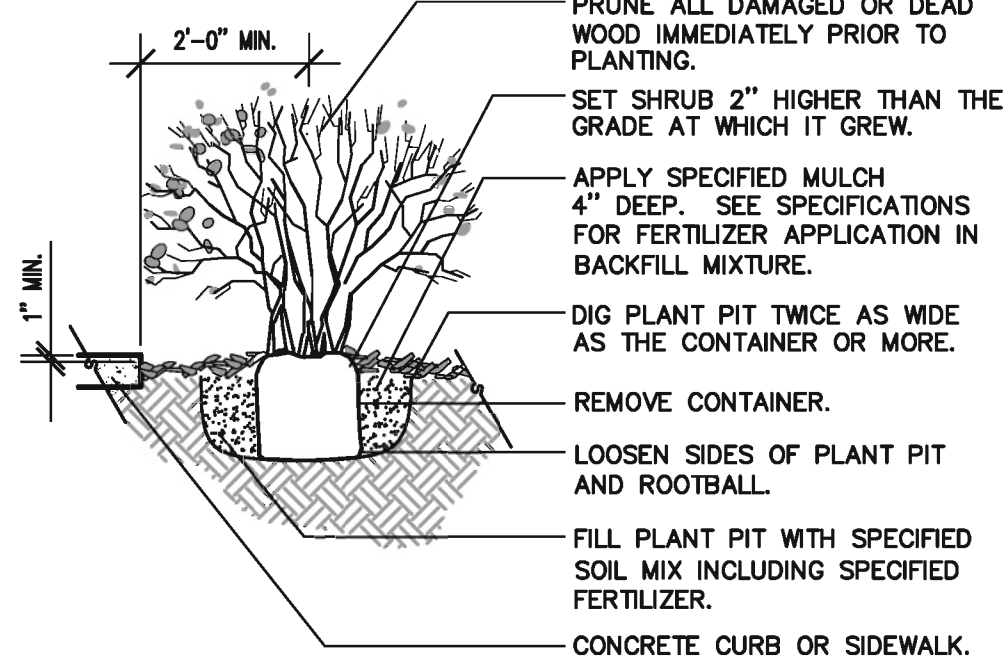 PRUNE ALL DAMAGED OR DEAD
WOOD IMMEDIATELY PRIOR TO
PLANTING.
2'-0" MIN.
SET SHRUB 2" HIGHER THAN THE
GRADE AT WHICH IT GREW.
APPLY SPECIFIED MULCH
4" DEEP. SEE SPECIFICATIONS
FOR FERTILIZER APPLICATION IN
BACKFILL MIXTURE.
1" MIN.
DIG PLANT PIT TWICE AS WIDE
AS THE CONTAINER OR MORE.
REMOVE CONTAINER.
LOOSEN SIDES OF PLANT PIT
AND ROOTBALL.
FILL PLANT PIT WITH SPECIFIED
SOIL MIX INCLUDING SPECIFIED
FERTILIZER.
CONCRETE CURB OR SIDEWALK.